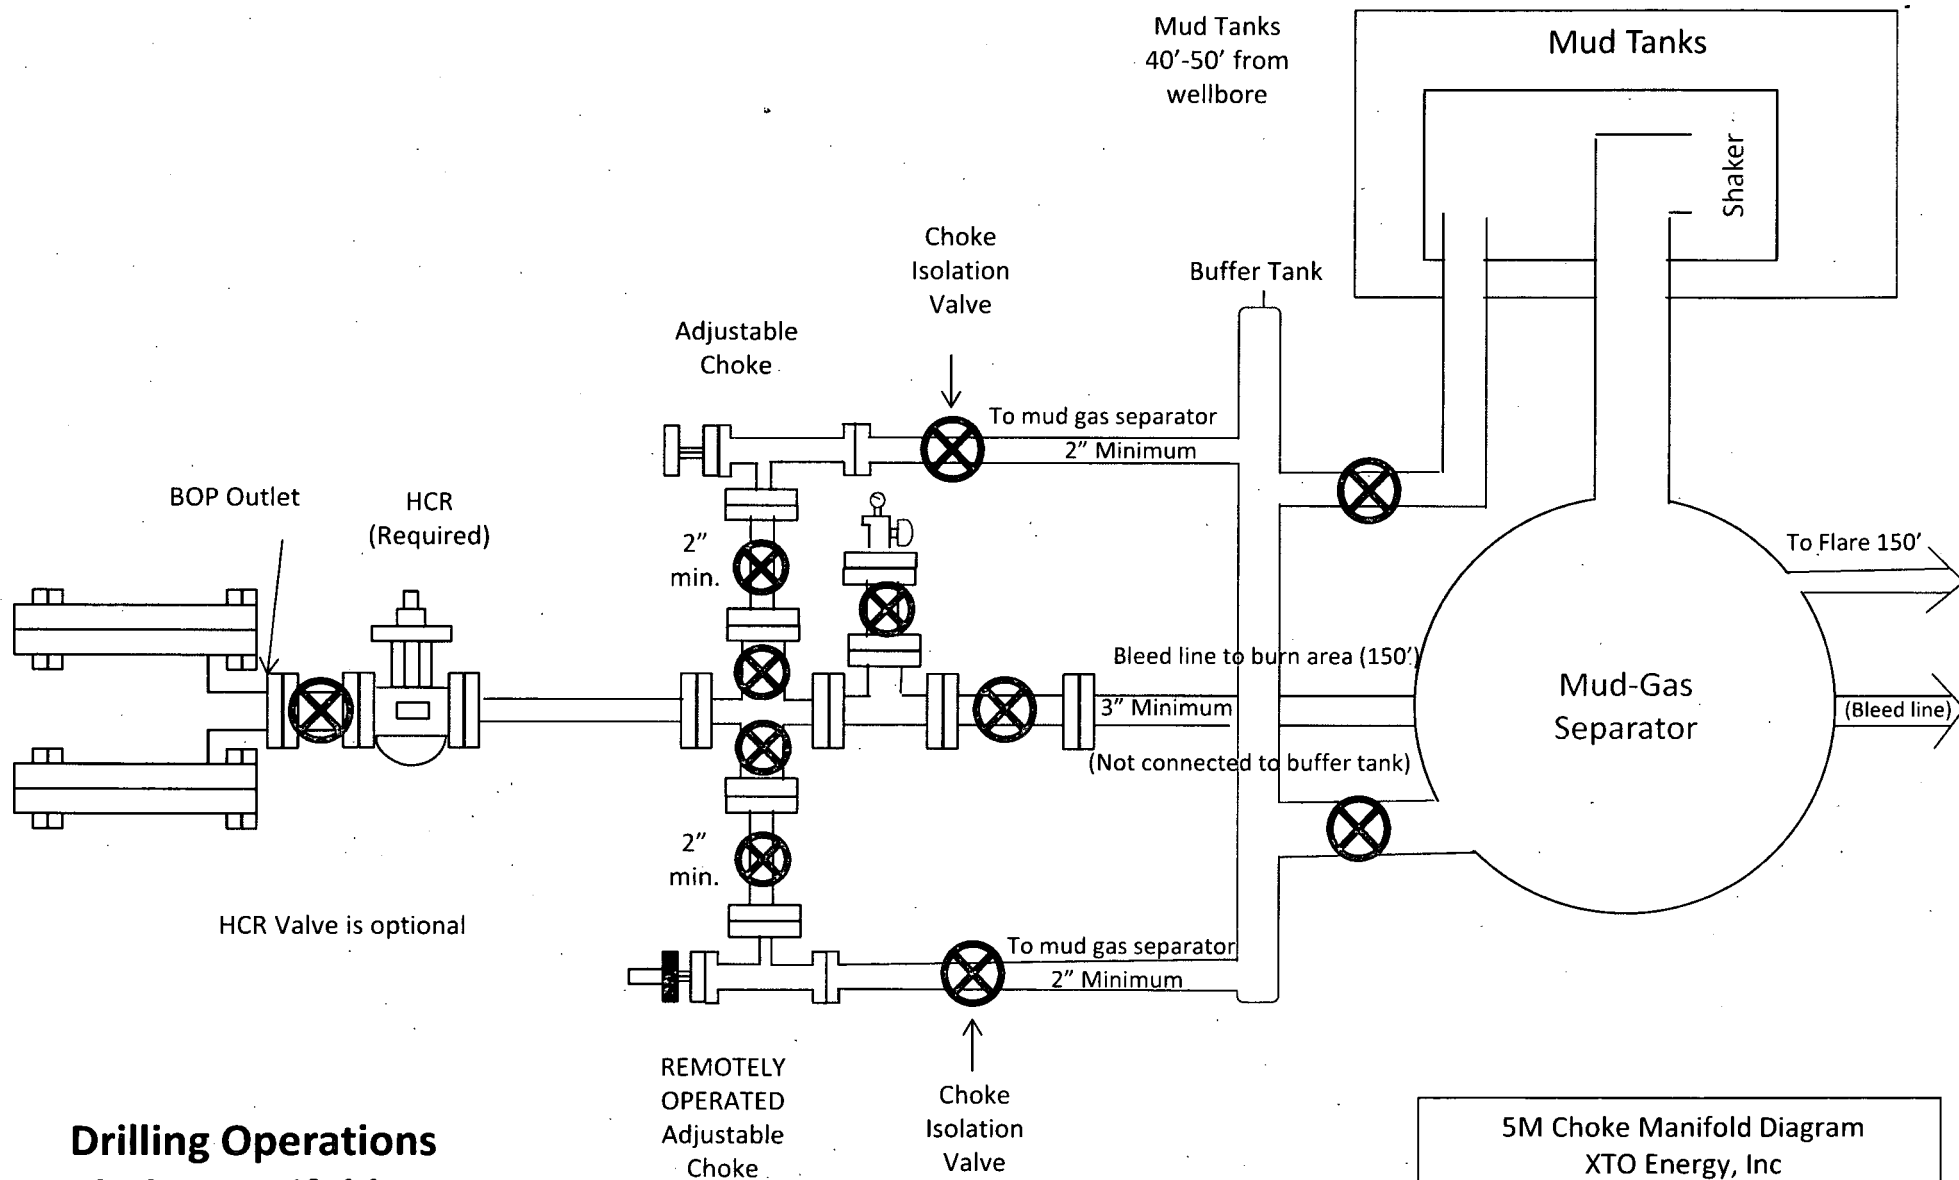 Mud Tanks
40'-50' from
wellbore
Mud Tanks
Shaker
Choke
Isolation
Valve
Buffer Tank
Adjustable
Choke
To mud gas separator
2" Minimum
BOP Outlet
HCR
(Required)
2"
min.
To Flare 150'
Bleed line to burn area (150')
3" Minimum
(Not connected to buffer tank)
Mud-Gas
Separator
(Bleed line)
2"
min.
HCR Valve is optional
To mud gas separator
2" Minimum
REMOTELY
OPERATED
Adjustable
Choke
Choke
Isolation
Valve
Drilling Operations
5M Choke Manifold Diagram
XTO Energy, Inc